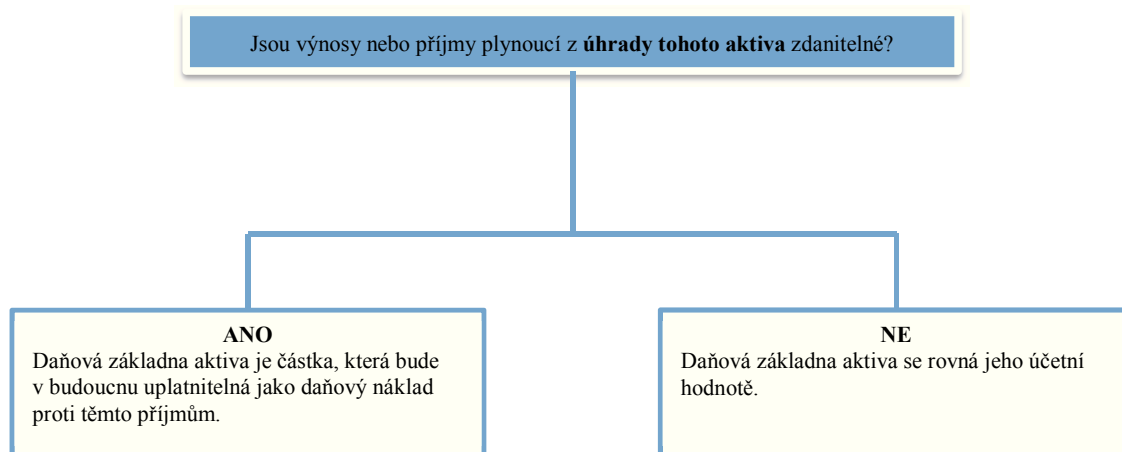 Jsou výnosy nebo příjmy plynoucí z úhrady tohoto aktiva zdanitelné?
ANO
Daňová základna aktiva je částka, která bude
v budoucnu uplatnitelná jako daňový náklad
proti těmto příjmům.
NE
Daňová základna aktiva se rovná jeho účetní
hodnotě.